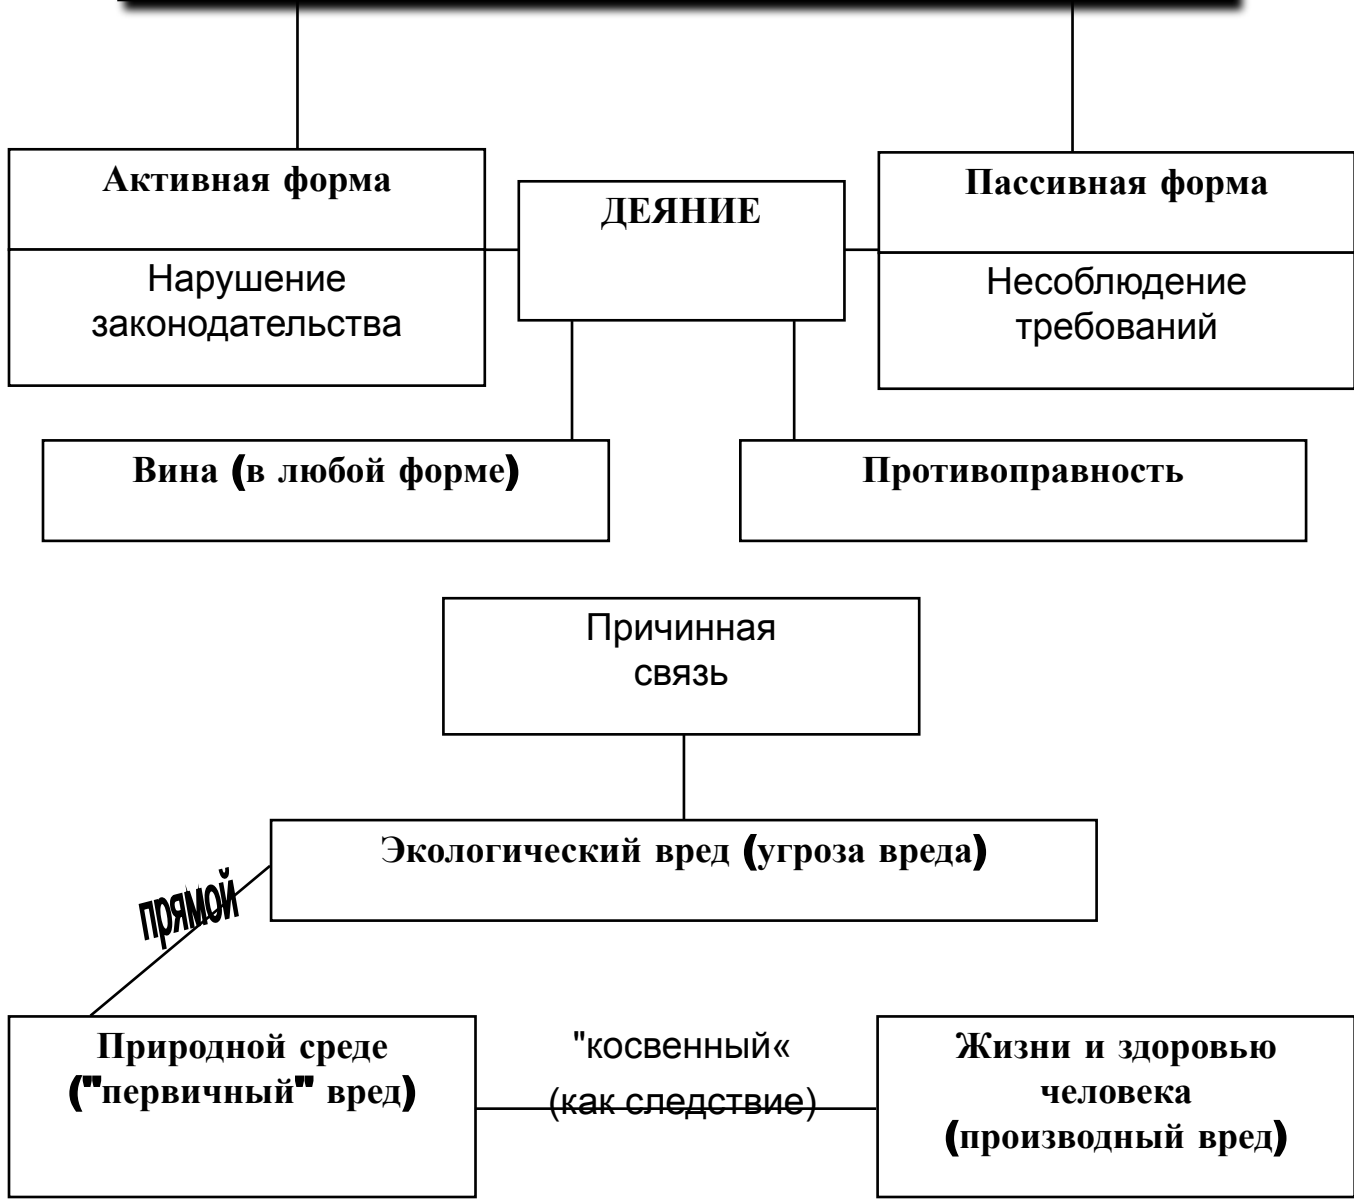 Активная форма
ДЕЯНИЕ
Пассивная форма
Нарушение
законодательства
Несоблюдение
требований
Вина (в любой форме)
Противоправность
Причинная
связь
Экологический вред (угроза вреда)
прямой
Природной среде
("первичный" вред)
"косвенный«
(как следствие)
Жизни и здоровью
человека
(производный вред)